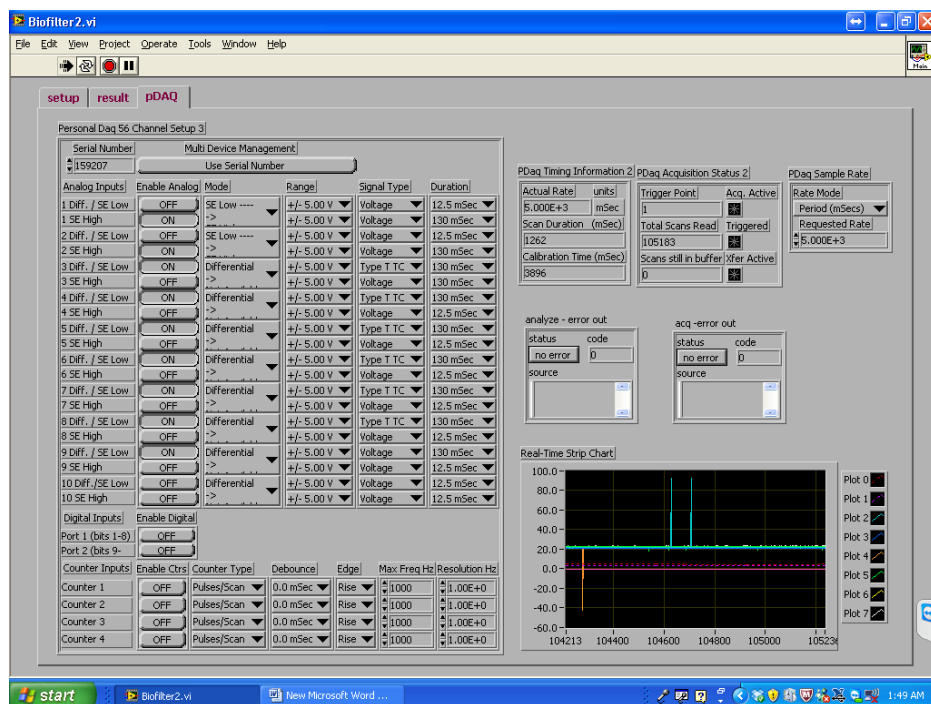 Biofilter2.vi
File Edit View Project Operate Tools Window Help
Main
setup result pDAQ
Personal Daq 56 Channel Setup 3
Serial Number Multi Device Management
159207 Use Serial Number
Analog Inputs Enable Analog Mode Range Signal Type Duration
1 Diff. / SE Low OFF SE Low ---- +/- 5.00 V Voltage 12.5 mSec
1 SE High ON -> +/- 5.00 V Voltage 130 mSec
2 Diff. / SE Low OFF SE Low ---- +/- 5.00 V Voltage 12.5 mSec
2 SE High ON -> +/- 5.00 V Voltage 130 mSec
3 Diff. / SE Low ON Differential +/- 5.00 V Type T TC 130 mSec
3 SE High OFF -> +/- 5.00 V Voltage 130 mSec
4 Diff. / SE Low ON Differential +/- 5.00 V Type T TC 130 mSec
4 SE High OFF -> +/- 5.00 V Voltage 12.5 mSec
5 Diff. / SE Low ON Differential +/- 5.00 V Type T TC 130 mSec
5 SE High OFF -> +/- 5.00 V Voltage 12.5 mSec
6 Diff. / SE Low ON Differential +/- 5.00 V Type T TC 130 mSec
6 SE High OFF -> +/- 5.00 V Voltage 12.5 mSec
7 Diff. / SE Low ON Differential +/- 5.00 V Type T TC 130 mSec
7 SE High OFF -> +/- 5.00 V Voltage 12.5 mSec
8 Diff. / SE Low ON Differential +/- 5.00 V Type T TC 130 mSec
8 SE High OFF -> +/- 5.00 V Voltage 12.5 mSec
9 Diff. / SE Low ON Differential +/- 5.00 V Voltage 130 mSec
9 SE High OFF -> +/- 5.00 V Voltage 12.5 mSec
10 Diff./SE Low OFF Differential +/- 5.00 V Voltage 12.5 mSec
10 SE High OFF -> +/- 5.00 V Voltage 12.5 mSec
Digital Inputs Enable Digital
Port 1 (bits 1-8) OFF
Port 2 (bits 9- OFF
Counter Inputs Enable Ctrs Counter Type Debounce Edge Max Freq Hz Resolution Hz
Counter 1 OFF Pulses/Scan 0.0 mSec Rise 1000 1.00E+0
Counter 2 OFF Pulses/Scan 0.0 mSec Rise 1000 1.00E+0
Counter 3 OFF Pulses/Scan 0.0 mSec Rise 1000 1.00E+0
Counter 4 OFF Pulses/Scan 0.0 mSec Rise 1000 1.00E+0
PDaq Timing Information 2
Actual Rate units
5.000E+3 mSec
Scan Duration (mSec)
1262
Calibration Time (mSec)
3896
PDaq Acquisition Status 2
Trigger Point Acq. Active
1
Total Scans Read Triggered
105183
Scans still in buffer Xfer Active
0
PDaq Sample Rate
Rate Mode
Period (mSecs)
Requested Rate
5.000E+3
analyze - error out
status code
no error 0
source
acq -error out
status code
no error 0
source
Real-Time Strip Chart
100.0
80.0
60.0
40.0
20.0
0.0
-20.0
-40.0
-60.0
104213 104400 104600 104800 105000
Plot 0
Plot 1
Plot 2
Plot 3
Plot 4
Plot 5
Plot 6
Plot 7
start Biofilter2.vi New Microsoft Word ... 1:49 AM